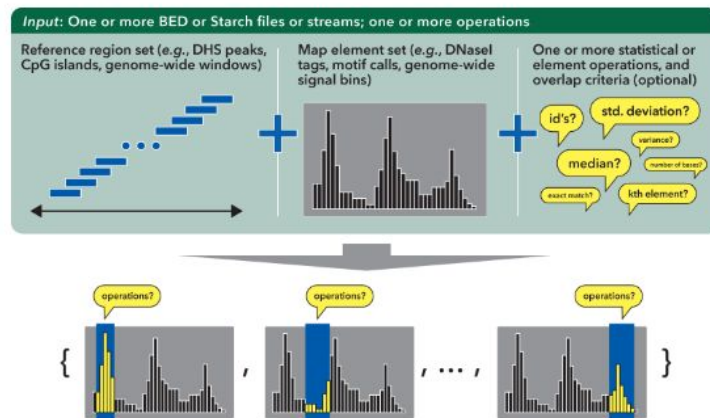 Input: One or more BED or Starch files or streams; one or more operations
Reference region set (e.g., DHS peaks,
CpG islands, genome-wide windows)
Map element set (e.g., DNaseI
tags, motif calls, genome-wide
signal bins)
One or more statistical or
element operations, and
overlap criteria (optional)
id's?
std. deviation?
variance?
median?
number of bases?
exact match?
kth element?
operations?
operations?
operations?
{ , , ... , }